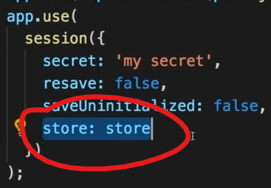 app.use(
session({
secret: 'my secret',
resave: false,
saveUninitialized: false,
store: store
})
);